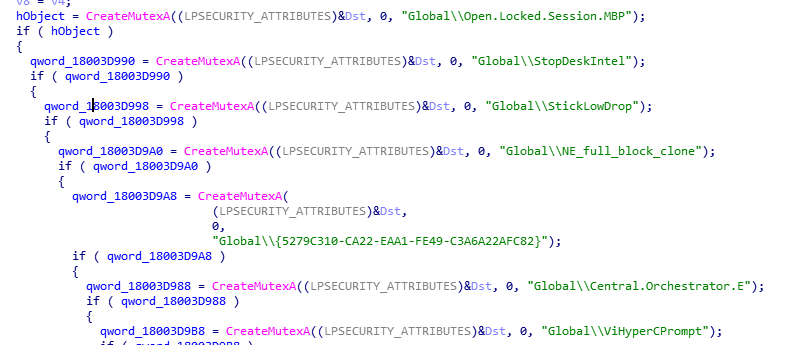 v8 = v4;
hObject = CreateMutexA((LPSECURITY_ATTRIBUTES)&Dst, 0, "Global\\Open.Locked.Session.MBP");
if ( hObject )
{
qword_18003D990 = CreateMutexA((LPSECURITY_ATTRIBUTES)&Dst, 0, "Global\\StopDeskIntel");
if ( qword_18003D990 )
{
qword_18003D998 = CreateMutexA((LPSECURITY_ATTRIBUTES)&Dst, 0, "Global\\StickLowDrop");
if ( qword_18003D998 )
{
qword_18003D9A0 = CreateMutexA((LPSECURITY_ATTRIBUTES)&Dst, 0, "Global\\NE_full_block_clone");
if ( qword_18003D9A0 )
{
qword_18003D9A8 = CreateMutexA(
(LPSECURITY_ATTRIBUTES)&Dst,
0,
"Global\\{5279C310-CA22-EAA1-FE49-C3A6A22AFC82}");
if ( qword_18003D9A8 )
{
qword_18003D988 = CreateMutexA((LPSECURITY_ATTRIBUTES)&Dst, 0, "Global\\Central.Orchestrator.E");
if ( qword_18003D988 )
{
qword_18003D9B8 = CreateMutexA((LPSECURITY_ATTRIBUTES)&Dst, 0, "Global\\ViHyperCPrompt");
if ( qword_18003D9B8 )